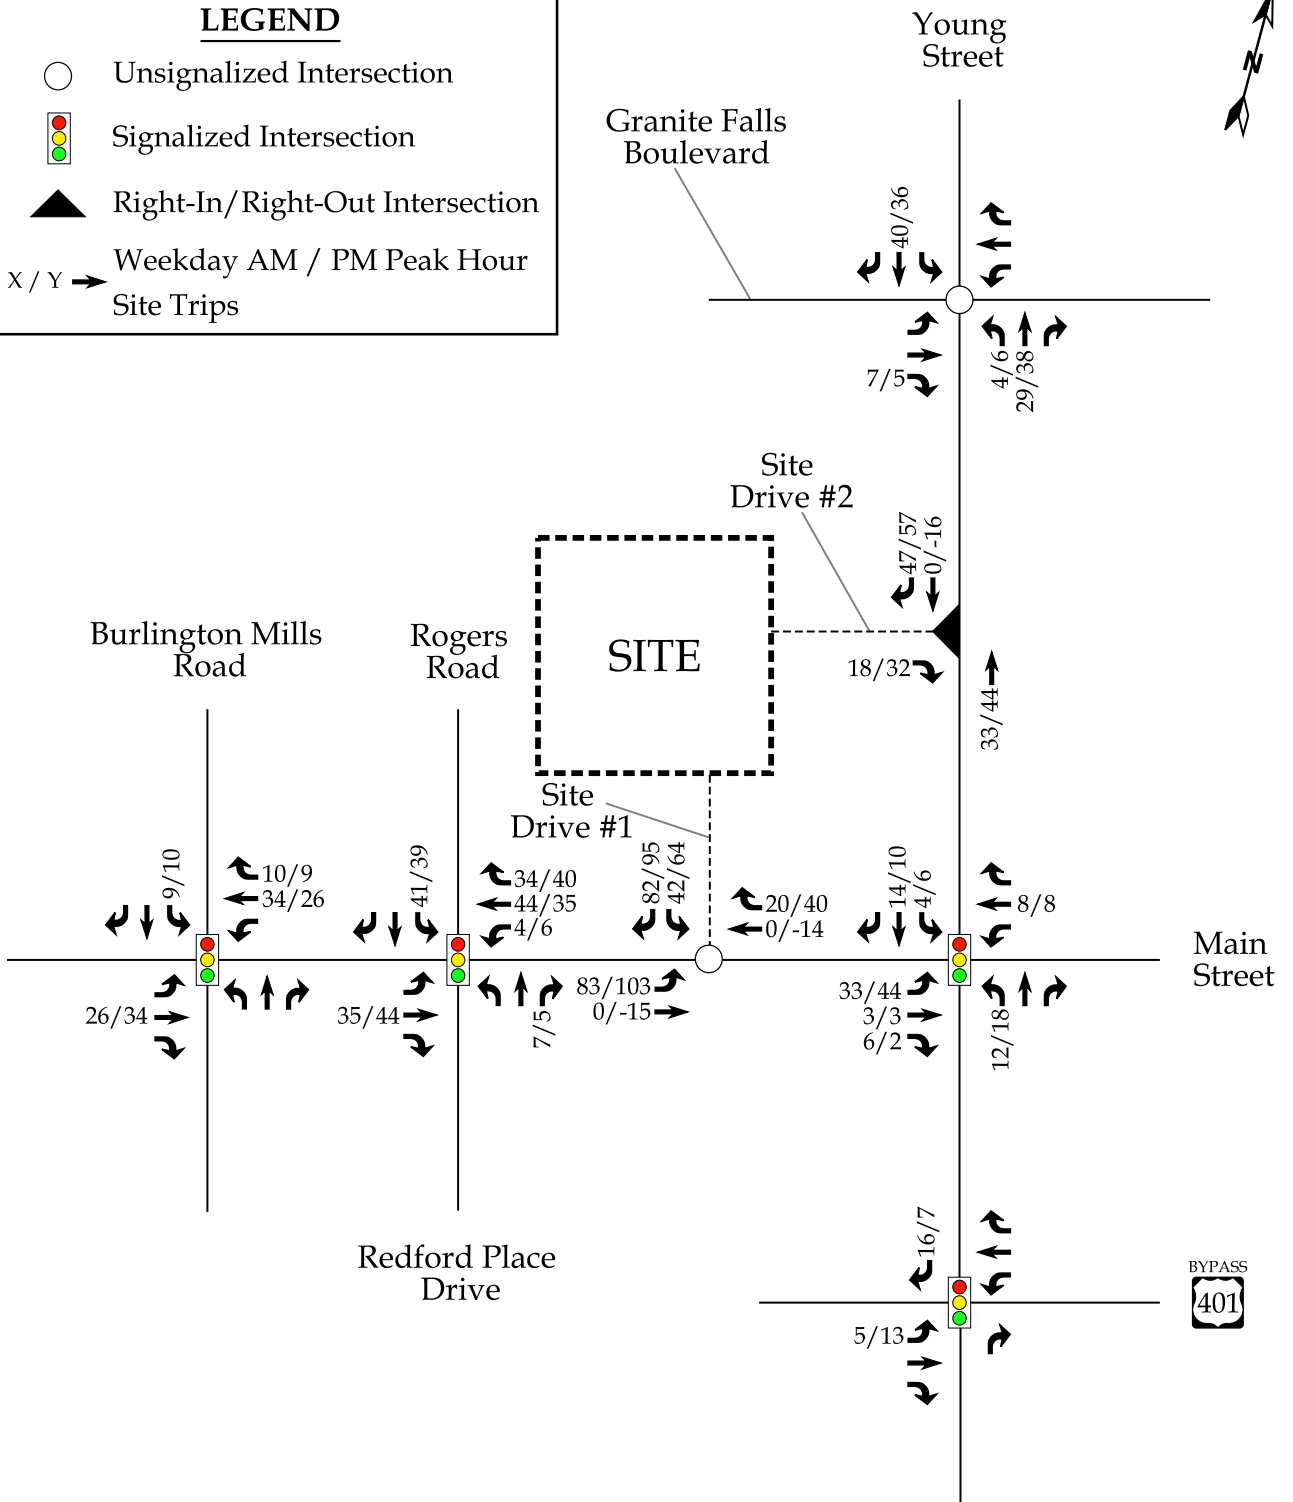 LEGEND
Unsignalized Intersection
Signalized Intersection
Right-In/Right-Out Intersection
X / Y
Weekday AM / PM Peak Hour
Site Trips
Young
Street
N
Granite Falls
Boulevard
40/36
7/5
4/6
29/38
Site
Drive #2
47/57
0/-16
18/32
33/44
SITE
Burlington Mills
Road
Rogers
Road
Site
Drive #1
9/10
10/9
34/26
26/34
41/39
34/40
44/35
4/6
35/44
7/5
82/95
42/64
20/40
0/-14
83/103
0/-15
14/10
4/6
8/8
33/44
3/3
6/2
12/18
Main
Street
Redford Place
Drive
16/7
5/13
BYPASS
401